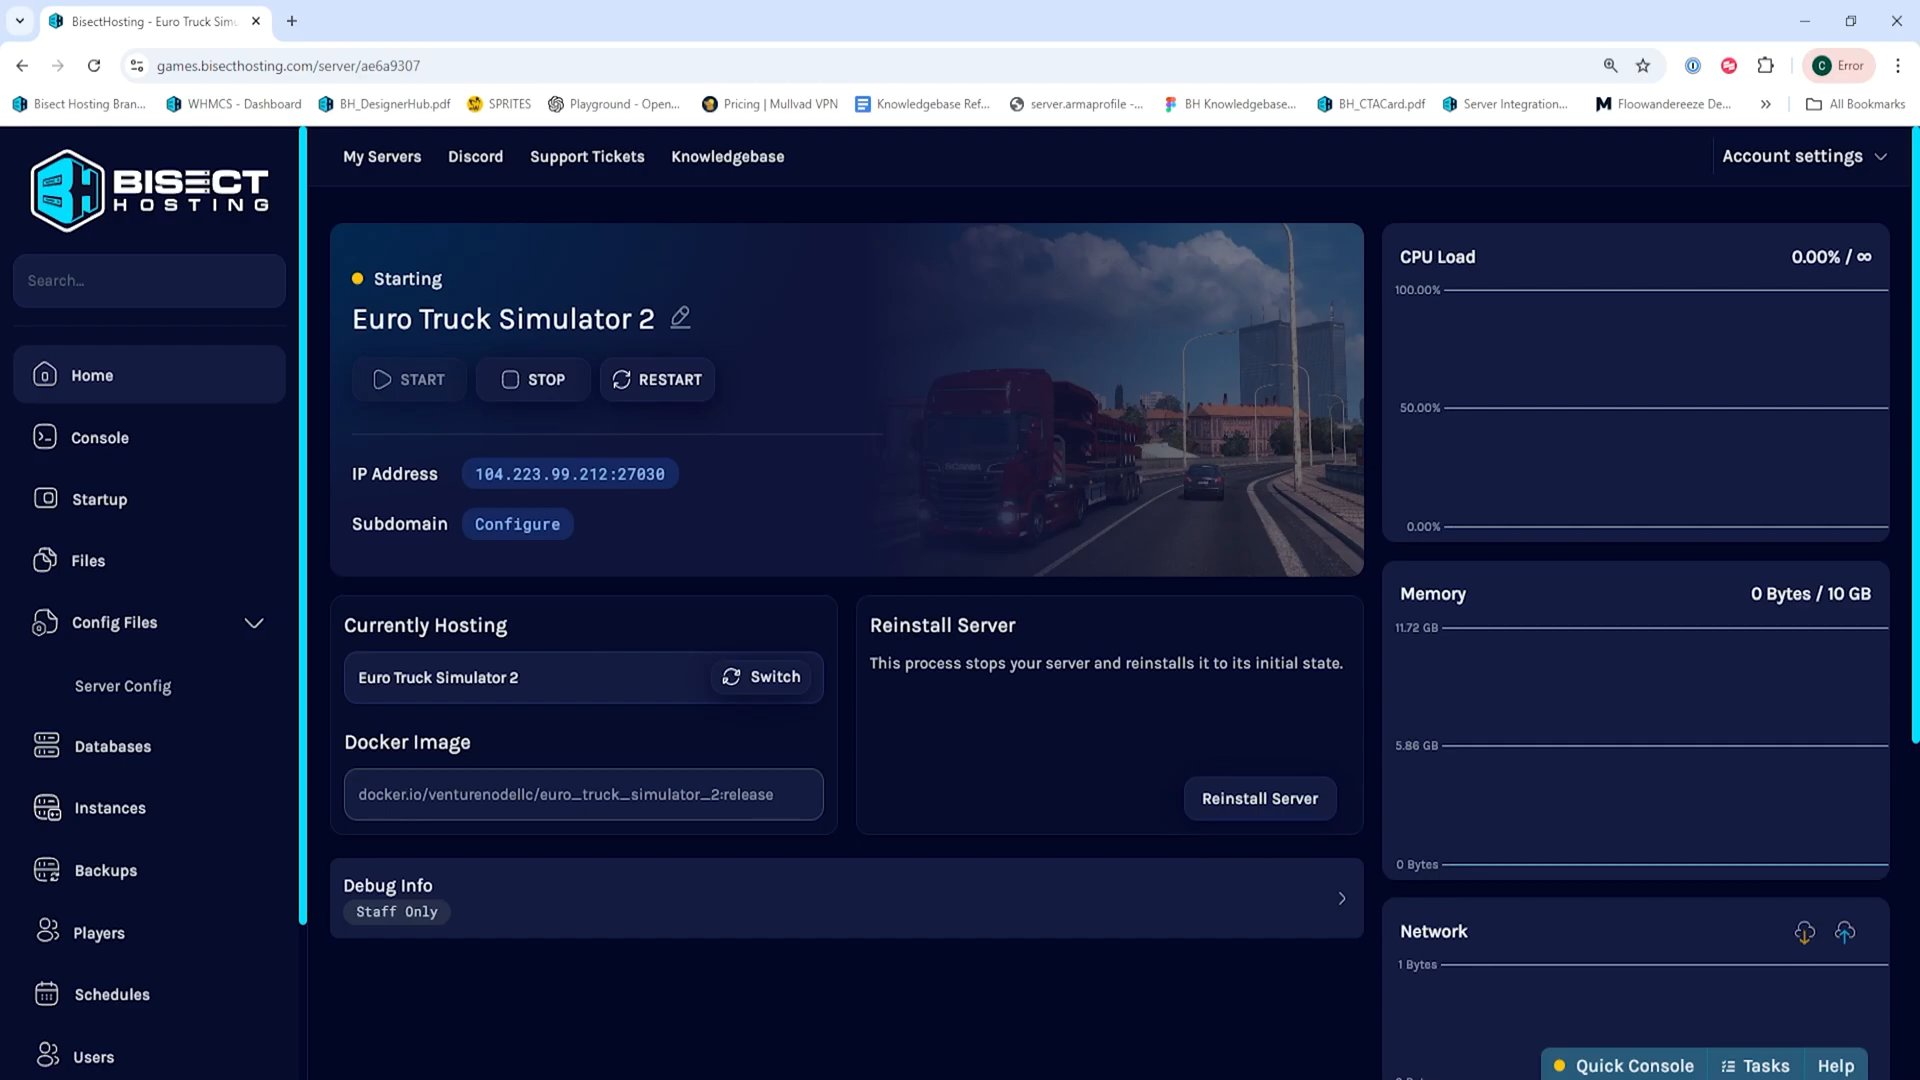 BisectHosting - Euro Truck Simu
games.bisecthosting.com/server/ae6a9307
C Error
Bisect Hosting Bran... WHMCS - Dashboard BH_DesignerHub.pdf SPRITES Playground - Open... Pricing | Mullvad VPN Knowledgebase Ref... server.armaprofile -... BH Knowledgebase... BH_CTACard.pdf Server Integration... Floowandereeze De... » All Bookmarks
BISECT
HOSTING
My Servers Discord Support Tickets Knowledgebase
Account settings
Search...
Home
Console
Startup
Files
Config Files
Server Config
Databases
Instances
Backups
Players
Schedules
Users
Starting
Euro Truck Simulator 2
START STOP RESTART
IP Address 104.223.99.212:27030
Subdomain Configure
Currently Hosting
Euro Truck Simulator 2 Switch
Docker Image
docker.io/venturenodellc/euro_truck_simulator_2:release
Reinstall Server
This process stops your server and reinstalls it to its initial state.
Reinstall Server
Debug Info
Staff Only
CPU Load 0.00% / ∞
100.00%
50.00%
0.00%
Memory 0 Bytes / 10 GB
11.72 GB
5.86 GB
0 Bytes
Network
1 Bytes
Quick Console Tasks Help